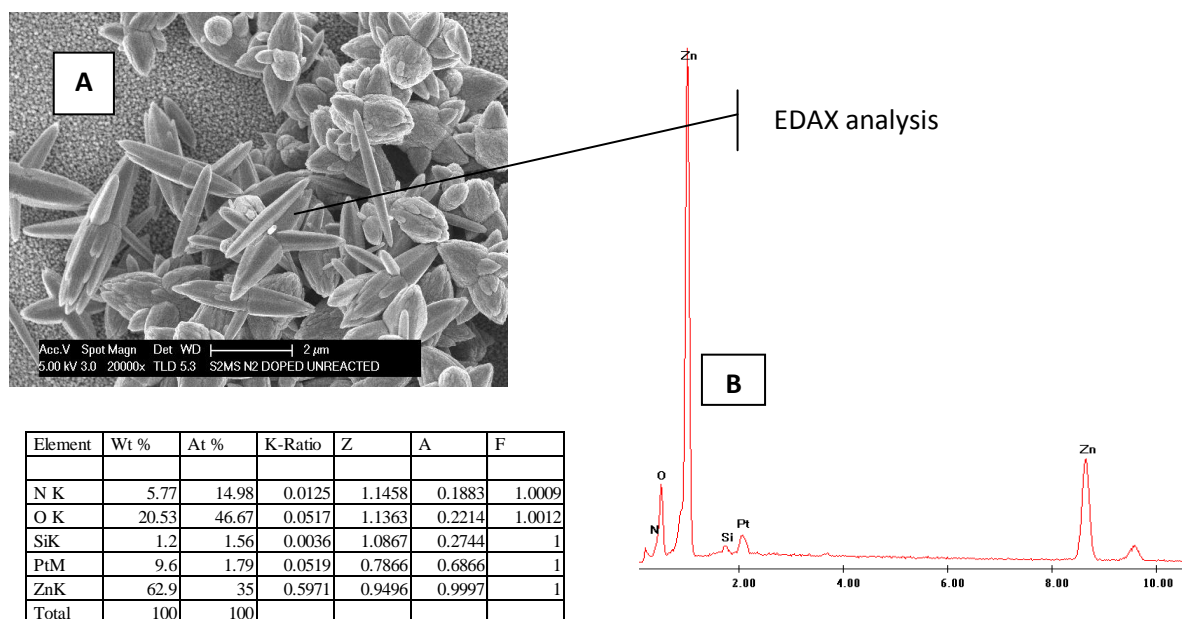 A
Acc.V Spot Magn Det WD 2 µm
5.00 kV 3.0 20000x TLD 5.3 S2MS N2 DOPED UNREACTED
EDAX analysis
B
Zn
O
N
Si
Pt
Zn
2.00 4.00 6.00 8.00 10.00
Element Wt % At % K-Ratio Z A F
N K 5.77 14.98 0.0125 1.1458 0.1883 1.0009
O K 20.53 46.67 0.0517 1.1363 0.2214 1.0012
SiK 1.2 1.56 0.0036 1.0867 0.2744 1
PtM 9.6 1.79 0.0519 0.7866 0.6866 1
ZnK 62.9 35 0.5971 0.9496 0.9997 1
Total 100 100